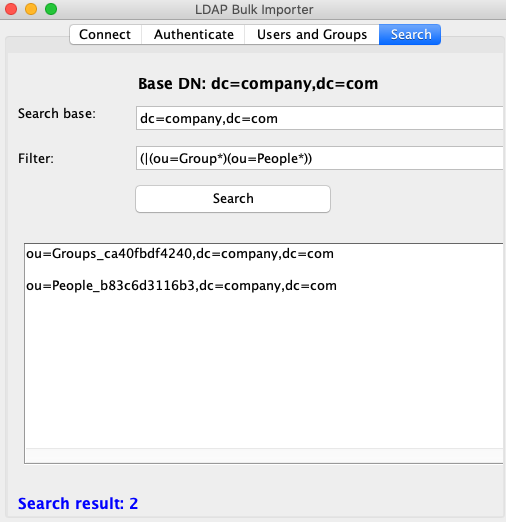 LDAP Bulk Importer
Connect Authenticate Users and Groups Search
Base DN: dc=company,dc=com
Search base: dc=company,dc=com
Filter: (|(ou=Group*)(ou=People*))
Search
ou=Groups_ca40fbdf4240,dc=company,dc=com
ou=People_b83c6d3116b3,dc=company,dc=com
Search result: 2